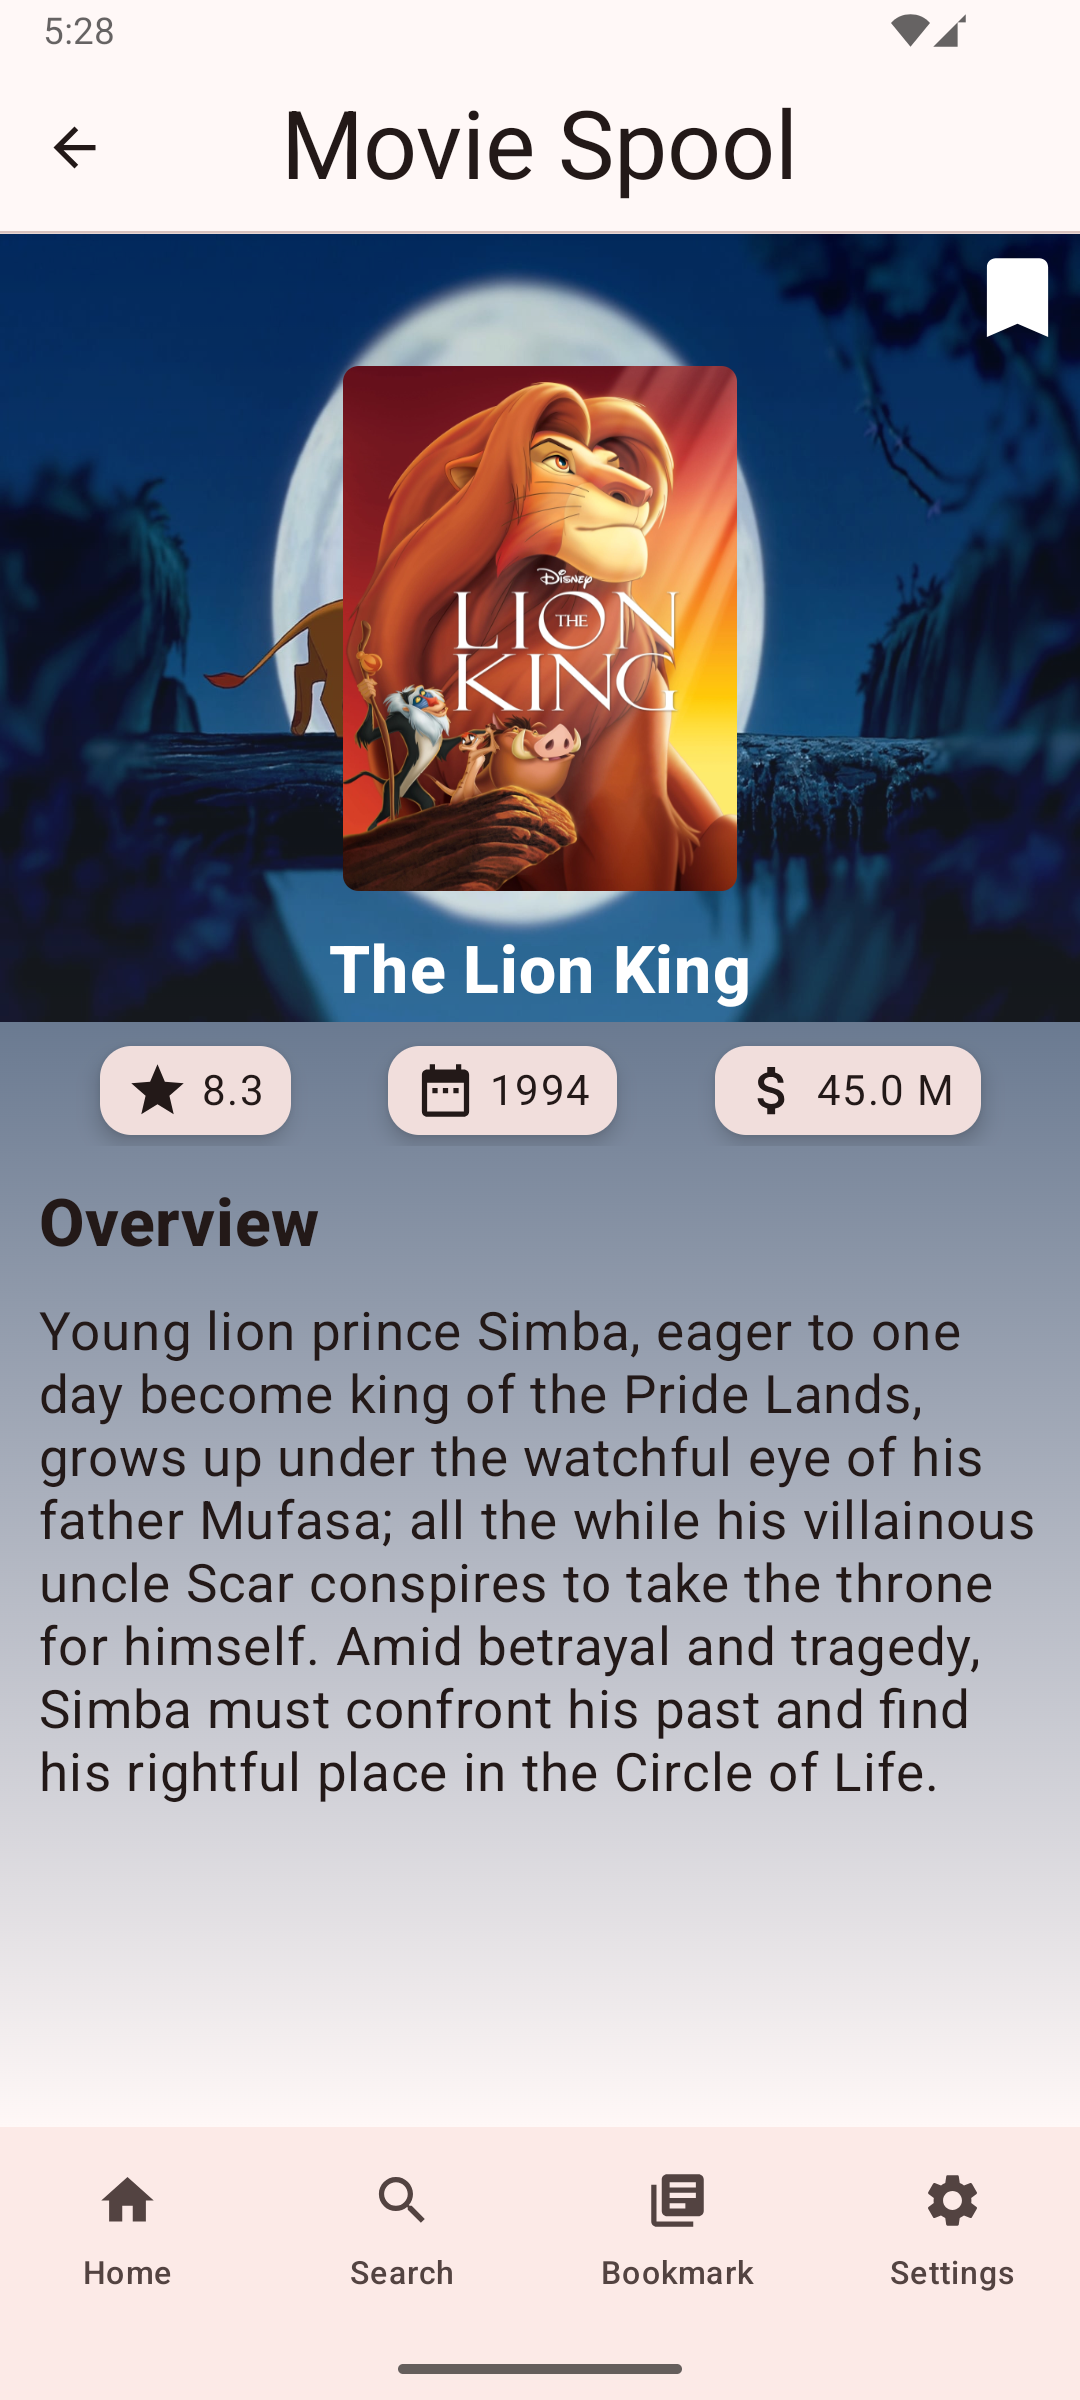 5:28
Movie Spool
Disney
LION
THE
KING
The Lion King
8.3
1994
$ 45.0 M
Overview
Young lion prince Simba, eager to one
day become king of the Pride Lands,
grows up under the watchful eye of his
father Mufasa; all the while his villainous
uncle Scar conspires to take the throne
for himself. Amid betrayal and tragedy,
Simba must confront his past and find
his rightful place in the Circle of Life.
Home
Search
Bookmark
Settings